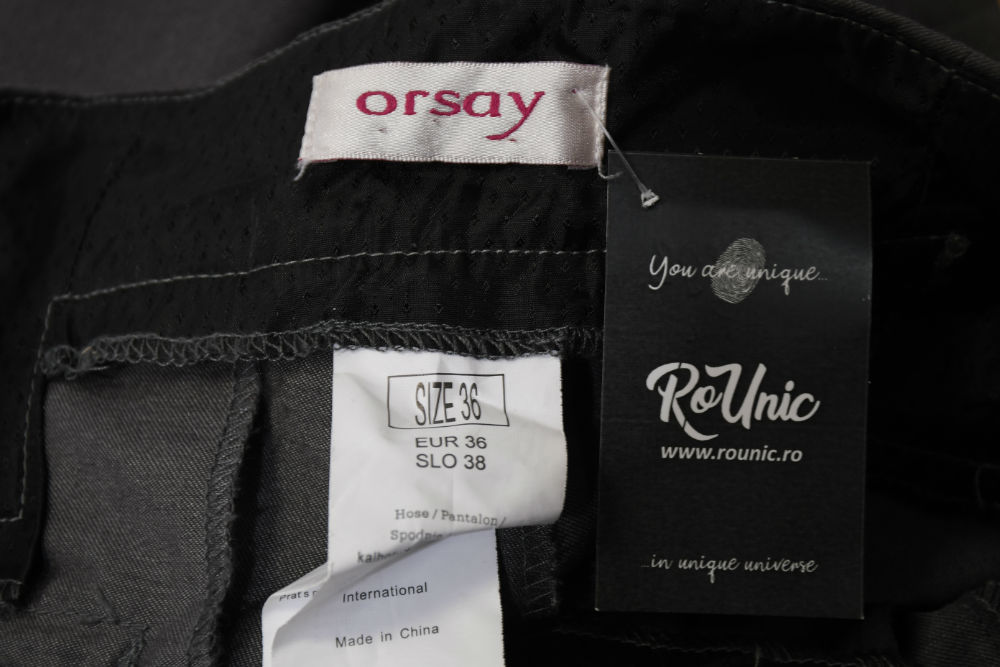 orsay
You are unique...
RoUnic
www.rounic.ro
...in unique universe
SIZE 36
EUR 36
SLO 38
Hose / Pantalon /
International
Made in China